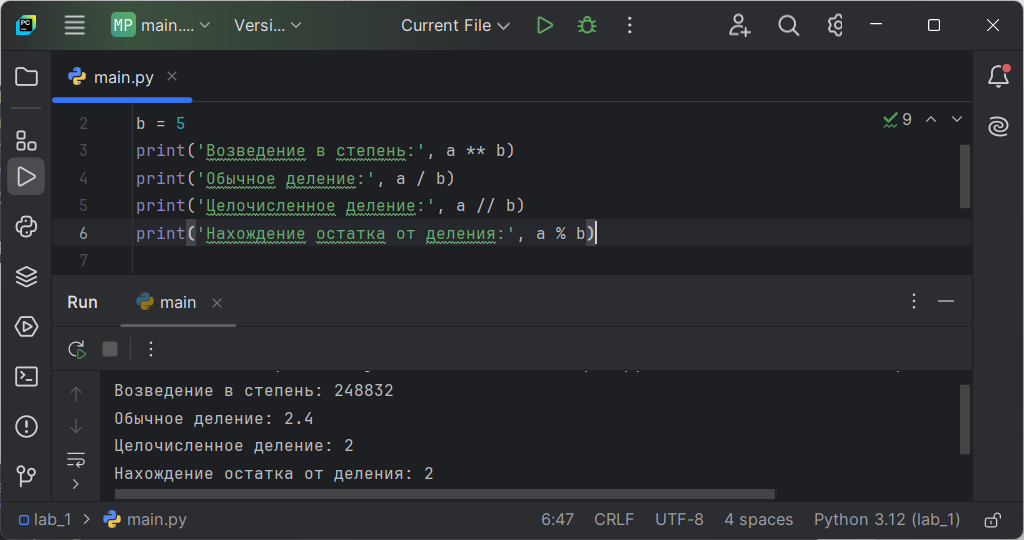 MP main.... Versi... Current File
main.py
2 b = 5 9
3 print('Возведение в степень:', a ** b)
4 print('Обычное деление:', a / b)
5 print('Целочисленное деление:', a // b)
6 print('Нахождение остатка от деления:', a % b)
7
Run main
Возведение в степень: 248832
Обычное деление: 2.4
Целочисленное деление: 2
Нахождение остатка от деления: 2
lab_1 main.py 6:47 CRLF UTF-8 4 spaces Python 3.12 (lab_1)